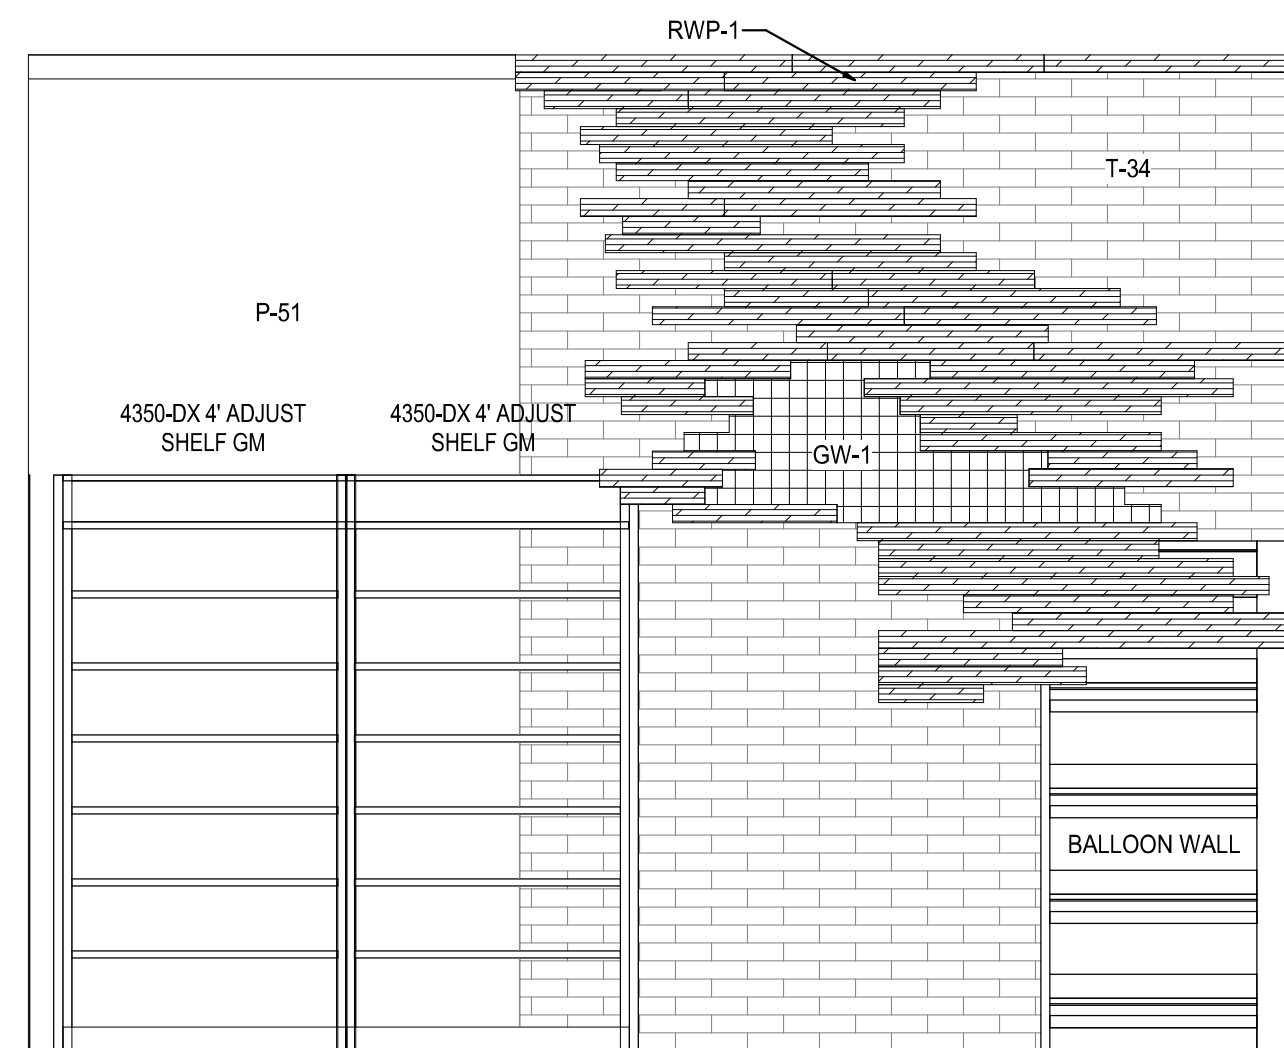 RWP-1
T-34
P-51
4350-DX 4' ADJUST
SHELF GM
4350-DX 4' ADJUST
SHELF GM
GW-1
BALLOON WALL